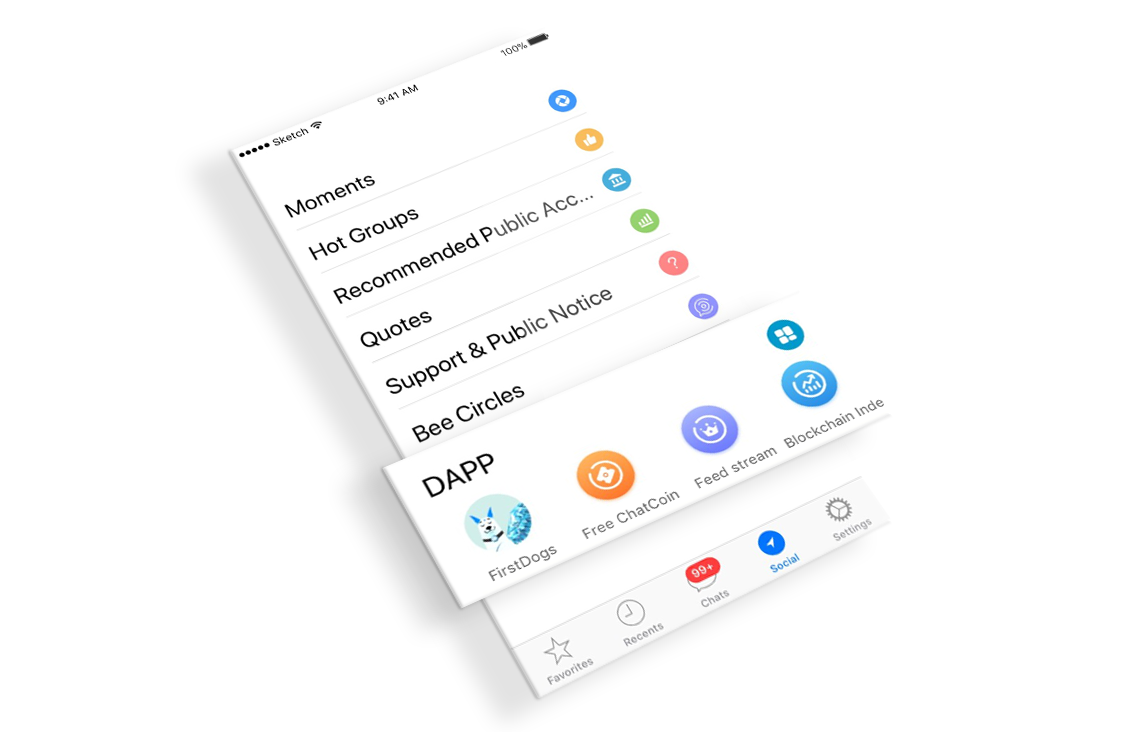 ●●●●● Sketch
9:41 AM
100%
Moments
Hot Groups
Recommended Public Acc...
Quotes
Support & Public Notice
Bee Circles
DAPP
FirstDogs
Free ChatCoin
Feed stream
Blockchain Inde
Favorites
Recents
99+
Chats
Social
Settings